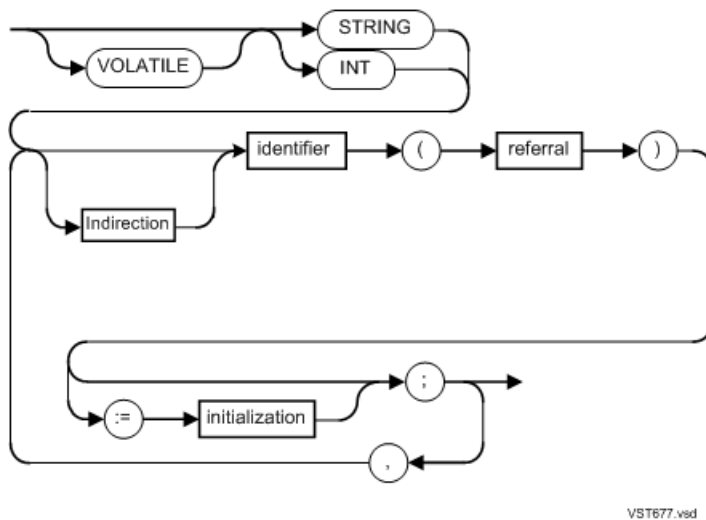 STRING
VOLATILE
INT
identifier ( referral )
Indirection
;
:= initialization
,
VST677.vsd